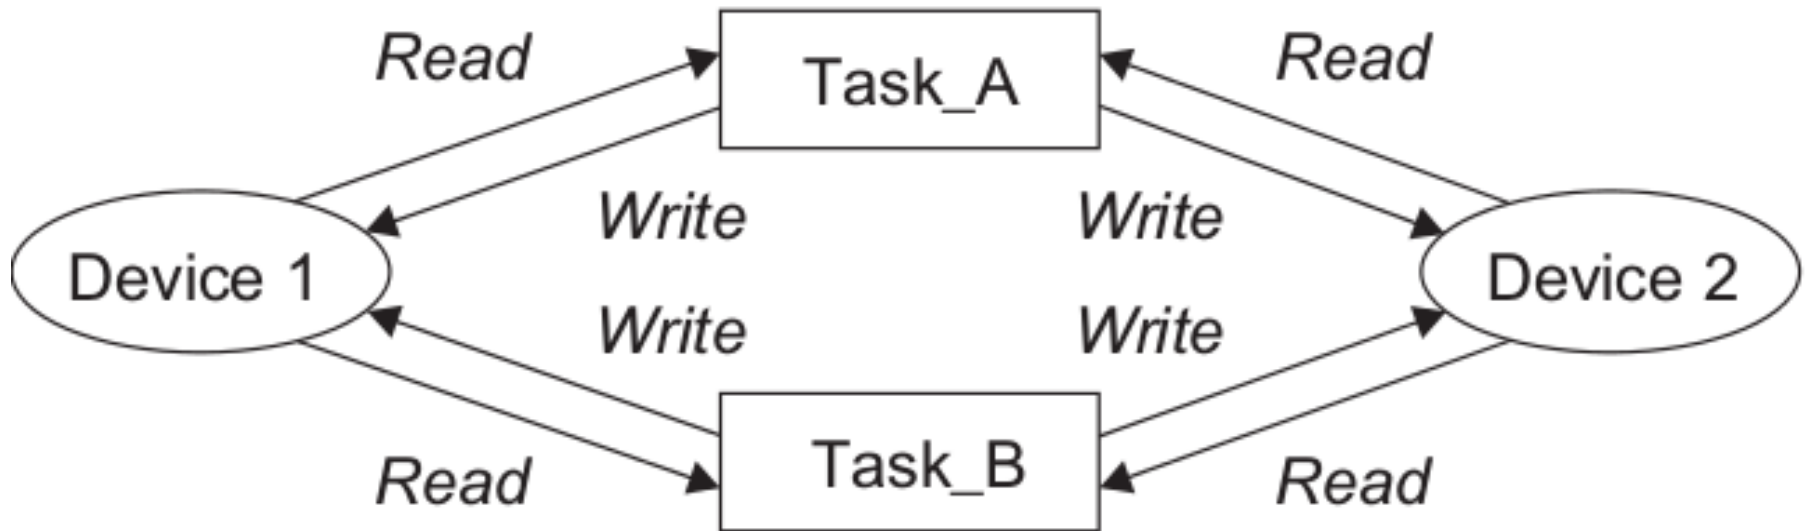 Read
Task_A
Read
Write
Write
Device 1
Device 2
Write
Write
Task_B
Read
Read